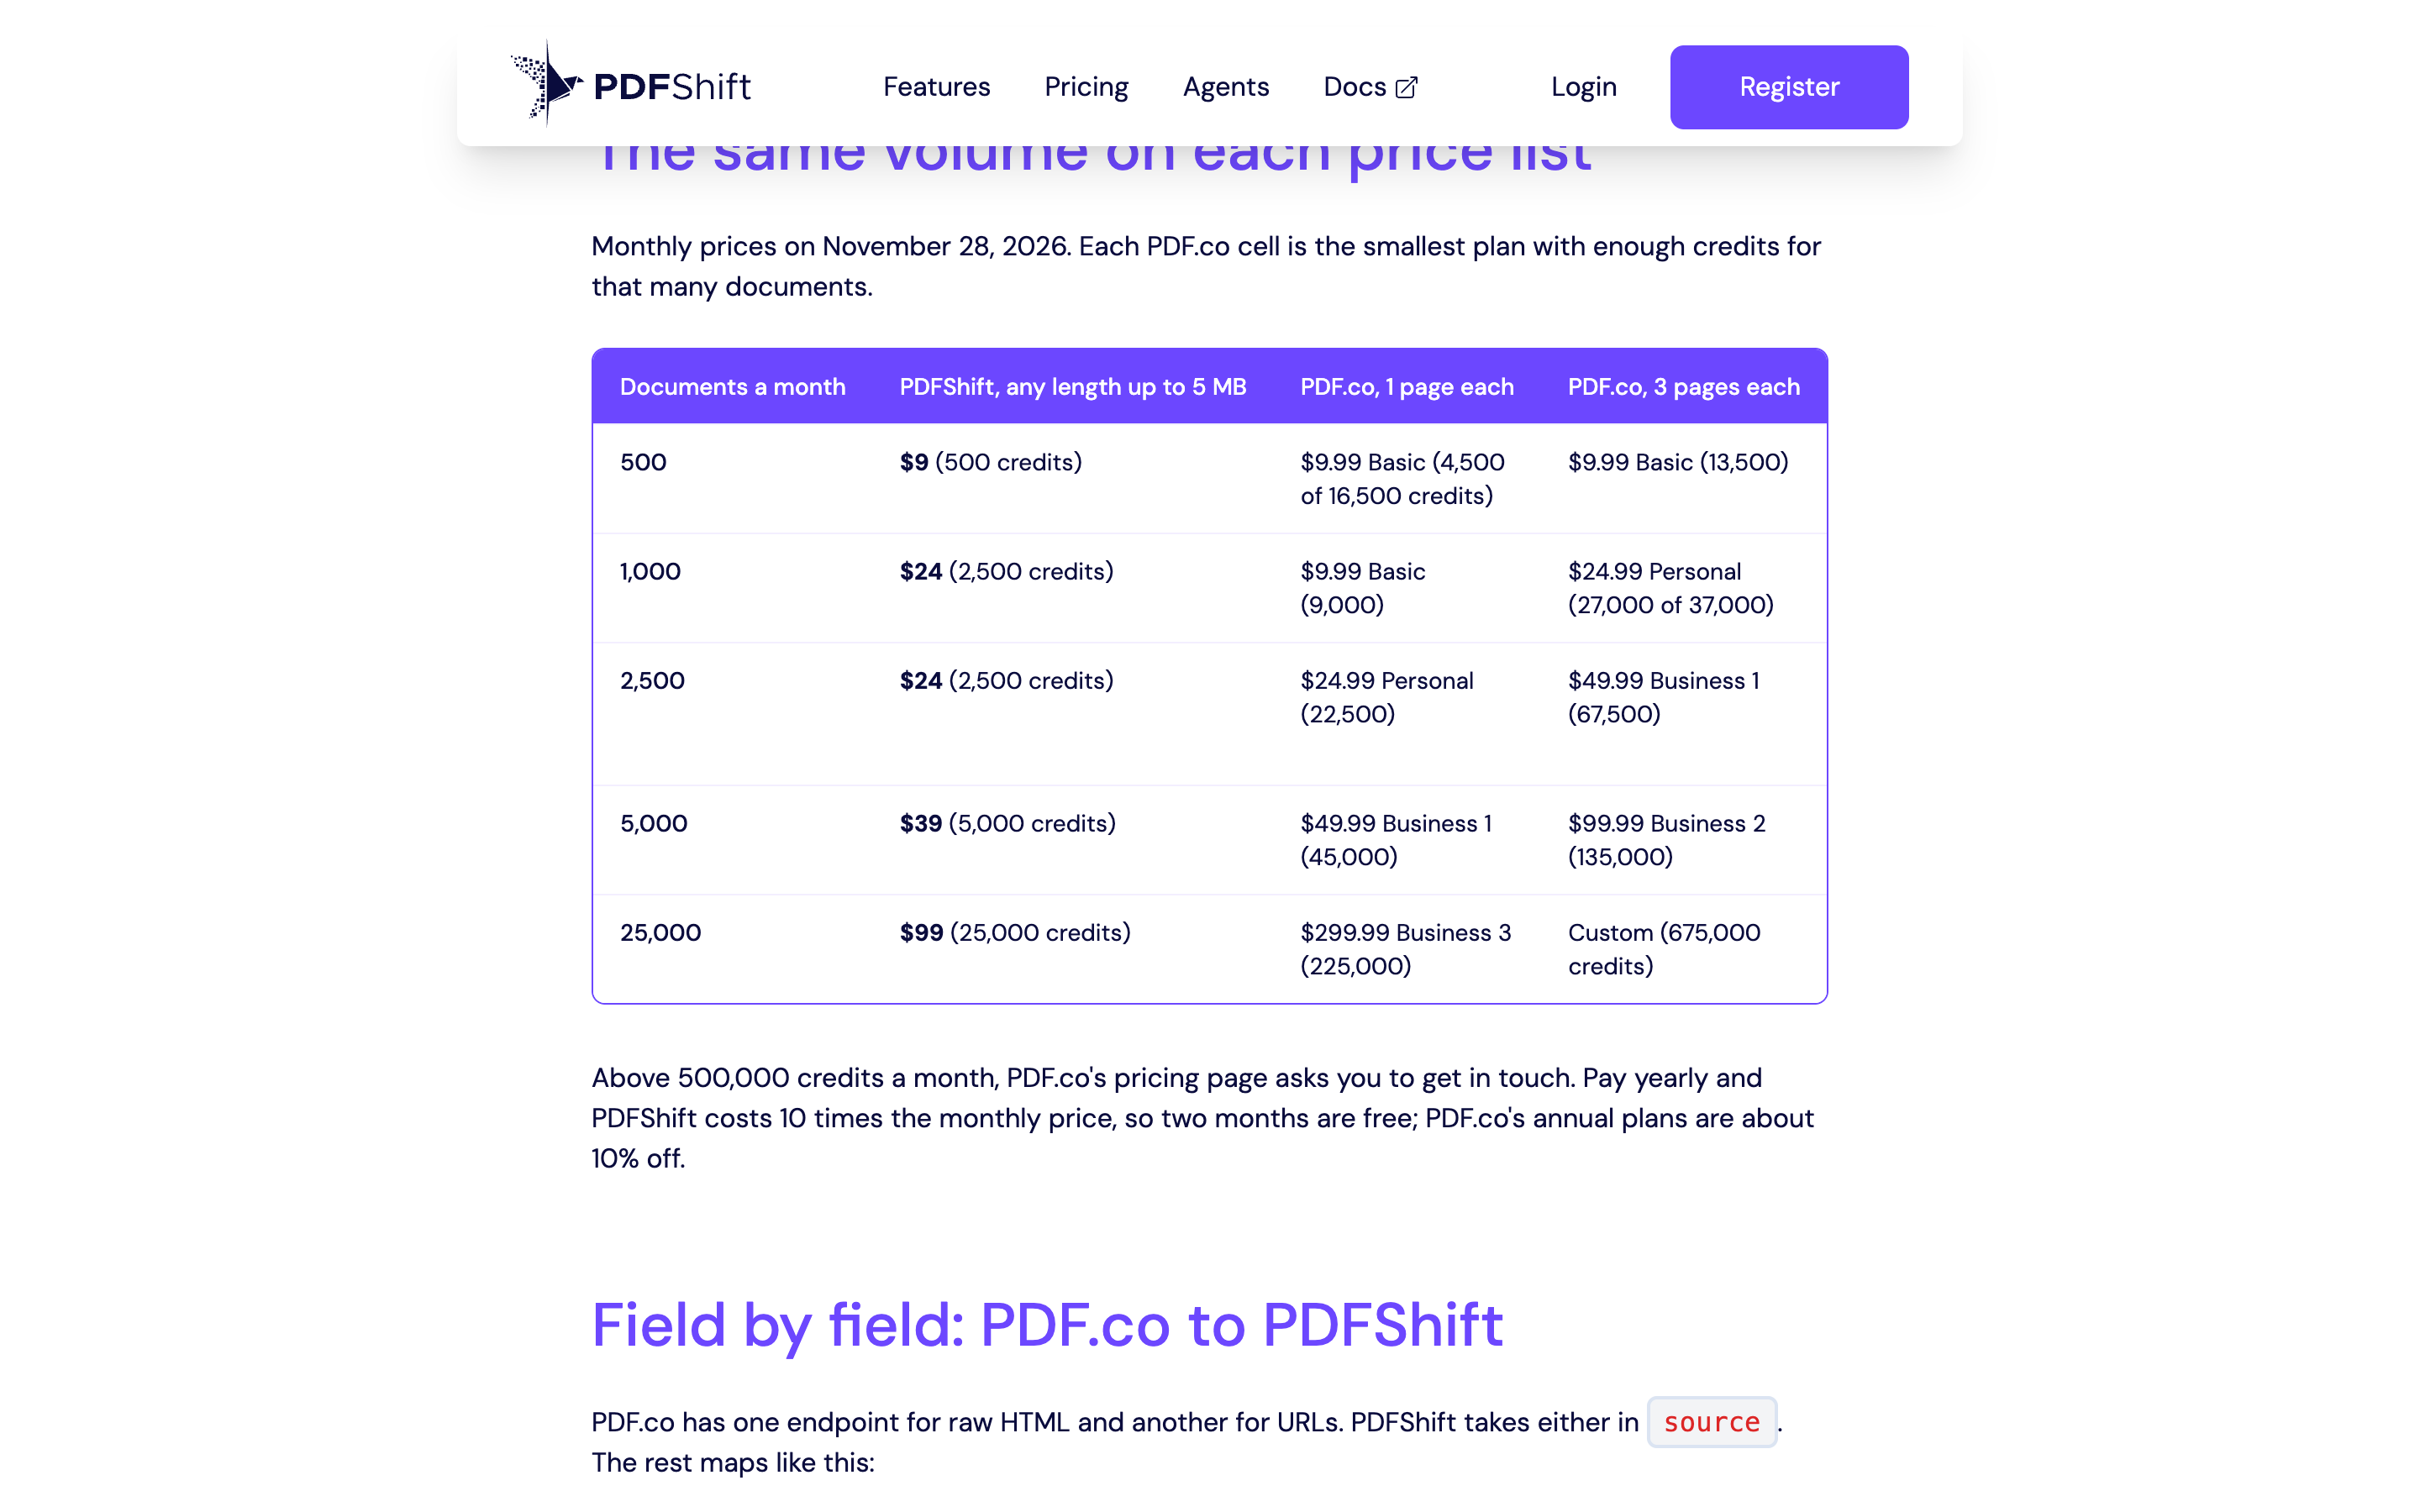 PDFShift
Features
Pricing
Agents
Docs
Login
Register
The same volume on each price list
Monthly prices on November 28, 2026. Each PDF.co cell is the smallest plan with enough credits for
that many documents.
Documents a month
PDFShift, any length up to 5 MB
PDF.co, 1 page each
PDF.co, 3 pages each
500
$9 (500 credits)
$9.99 Basic (4,500
of 16,500 credits)
$9.99 Basic (13,500)
1,000
$24 (2,500 credits)
$9.99 Basic
(9,000)
$24.99 Personal
(27,000 of 37,000)
2,500
$24 (2,500 credits)
$24.99 Personal
(22,500)
$49.99 Business 1
(67,500)
5,000
$39 (5,000 credits)
$49.99 Business 1
(45,000)
$99.99 Business 2
(135,000)
25,000
$99 (25,000 credits)
$299.99 Business 3
(225,000)
Custom (675,000
credits)
Above 500,000 credits a month, PDF.co's pricing page asks you to get in touch. Pay yearly and
PDFShift costs 10 times the monthly price, so two months are free; PDF.co's annual plans are about
10% off.
Field by field: PDF.co to PDFShift
PDF.co has one endpoint for raw HTML and another for URLs. PDFShift takes either in source.
The rest maps like this: